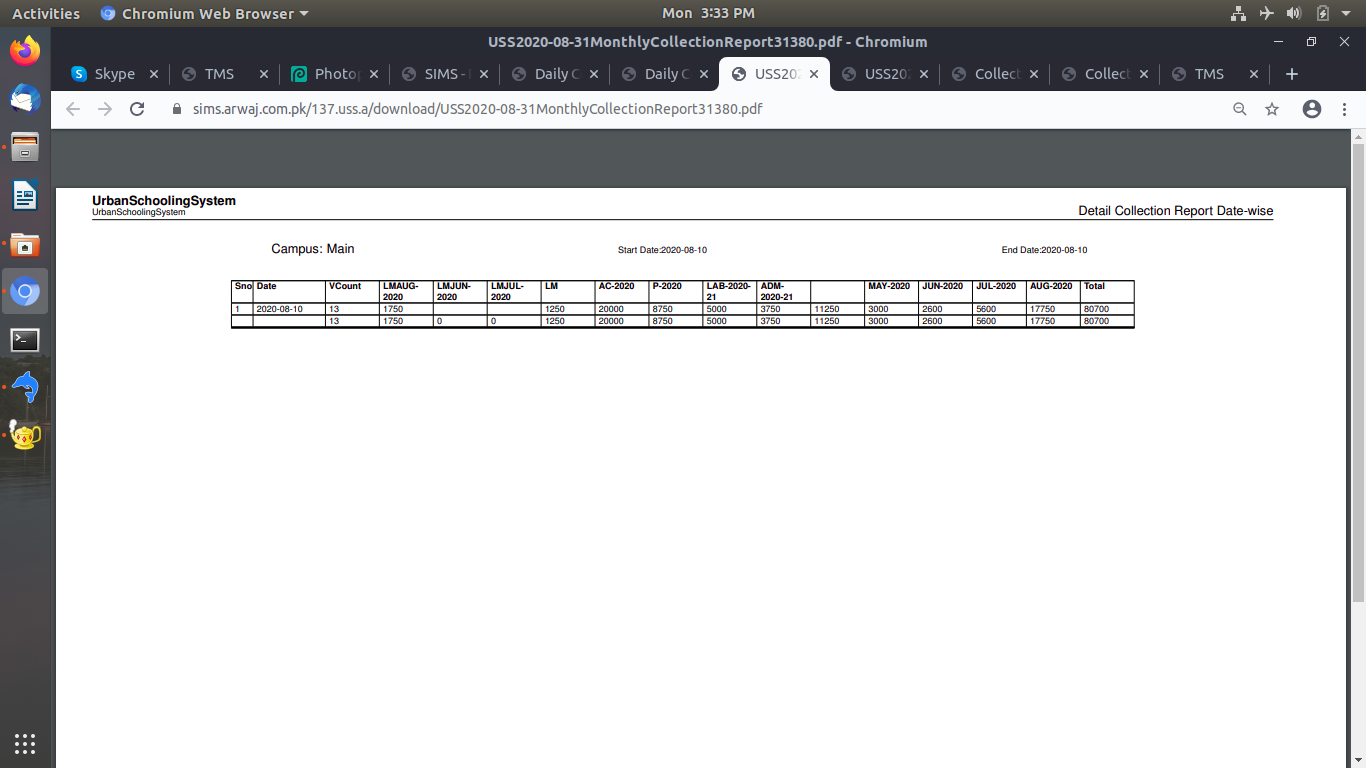 Activities Chromium Web Browser Mon 3:33 PM
USS2020-08-31MonthlyCollectionReport31380.pdf - Chromium
Skype TMS Photop SIMS - Daily C Daily C USS202 USS202 Collect Collect TMS
sims.arwaj.com.pk/137.uss.a/download/USS2020-08-31MonthlyCollectionReport31380.pdf
UrbanSchoolingSystem
UrbanSchoolingSystem
Detail Collection Report Date-wise
Campus: Main Start Date:2020-08-10 End Date:2020-08-10
Sno Date VCount LMAUG-2020 LMJUN-2020 LMJUL-2020 LM AC-2020 P-2020 LAB-2020-21 ADM-2020-21 MAY-2020 JUN-2020 JUL-2020 AUG-2020 Total
1 2020-08-10 13 1750 1250 20000 8750 5000 3750 11250 3000 2600 5600 17750 80700
13 1750 0 0 1250 20000 8750 5000 3750 11250 3000 2600 5600 17750 80700